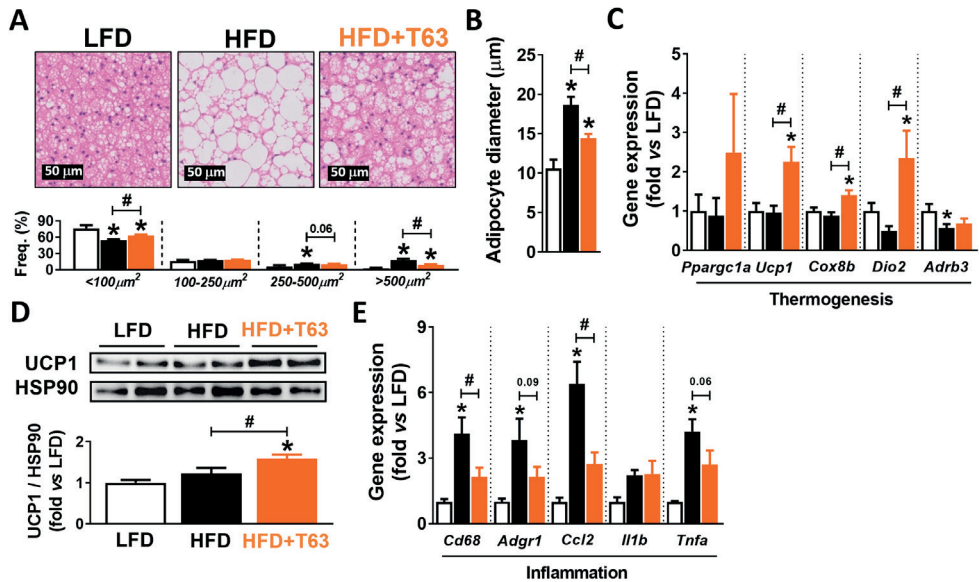 A
LFD
HFD
HFD+T63
50 µm
50 µm
50 µm
Freq. (%)
90
60
30
0
#
*
*
0.06
*
#
*
*
<100µm²
100-250µm²
250-500µm²
>500µm²
B
Adipocyte diameter (µm)
25
20
15
10
5
0
#
*
*
C
Gene expression
(fold vs LFD)
5
4
3
2
1
0
#
*
#
*
#
*
*
Ppargc1a
Ucp1
Cox8b
Dio2
Adrb3
Thermogenesis
D
LFD
HFD
HFD+T63
UCP1
HSP90
UCP1 / HSP90
(fold vs LFD)
2
1
0
#
*
LFD
HFD
HFD+T63
E
Gene expression
(fold vs LFD)
9
6
3
0
#
*
0.09
*
#
*
0.06
*
Cd68
Adgr1
Ccl2
Il1b
Tnfa
Inflammation